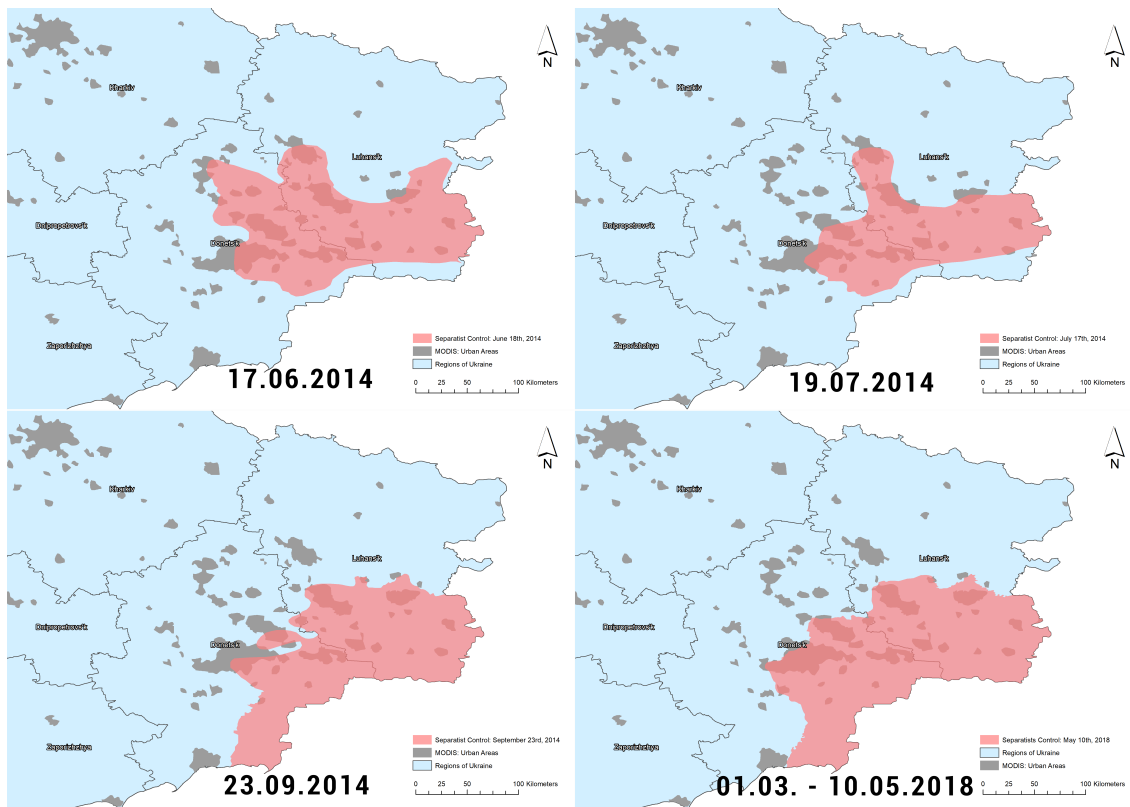 N
Kharkiv
Luhans'k
Dnipropetrovs'k
Donets'k
Zaporizhzhya
Separatist Control: June 18th, 2014
MODIS: Urban Areas
Regions of Ukraine
0 25 50 100 Kilometers
17.06.2014
N
Kharkiv
Luhans'k
Dnipropetrovs'k
Donets'k
Zaporizhzhya
Separatist Control: July 17th, 2014
MODIS: Urban Areas
Regions of Ukraine
0 25 50 100 Kilometers
19.07.2014
N
Kharkiv
Luhans'k
Dnipropetrovs'k
Donets'k
Zaporizhzhya
Separatist Control: September 23rd, 2014
MODIS: Urban Areas
Regions of Ukraine
0 25 50 100 Kilometers
23.09.2014
N
Kharkiv
Luhans'k
Dnipropetrovs'k
Donets'k
Zaporizhzhya
Separatists Control: May 10th, 2018
Regions of Ukraine
MODIS: Urban Areas
0 25 50 100 Kilometers
01.03. - 10.05.2018